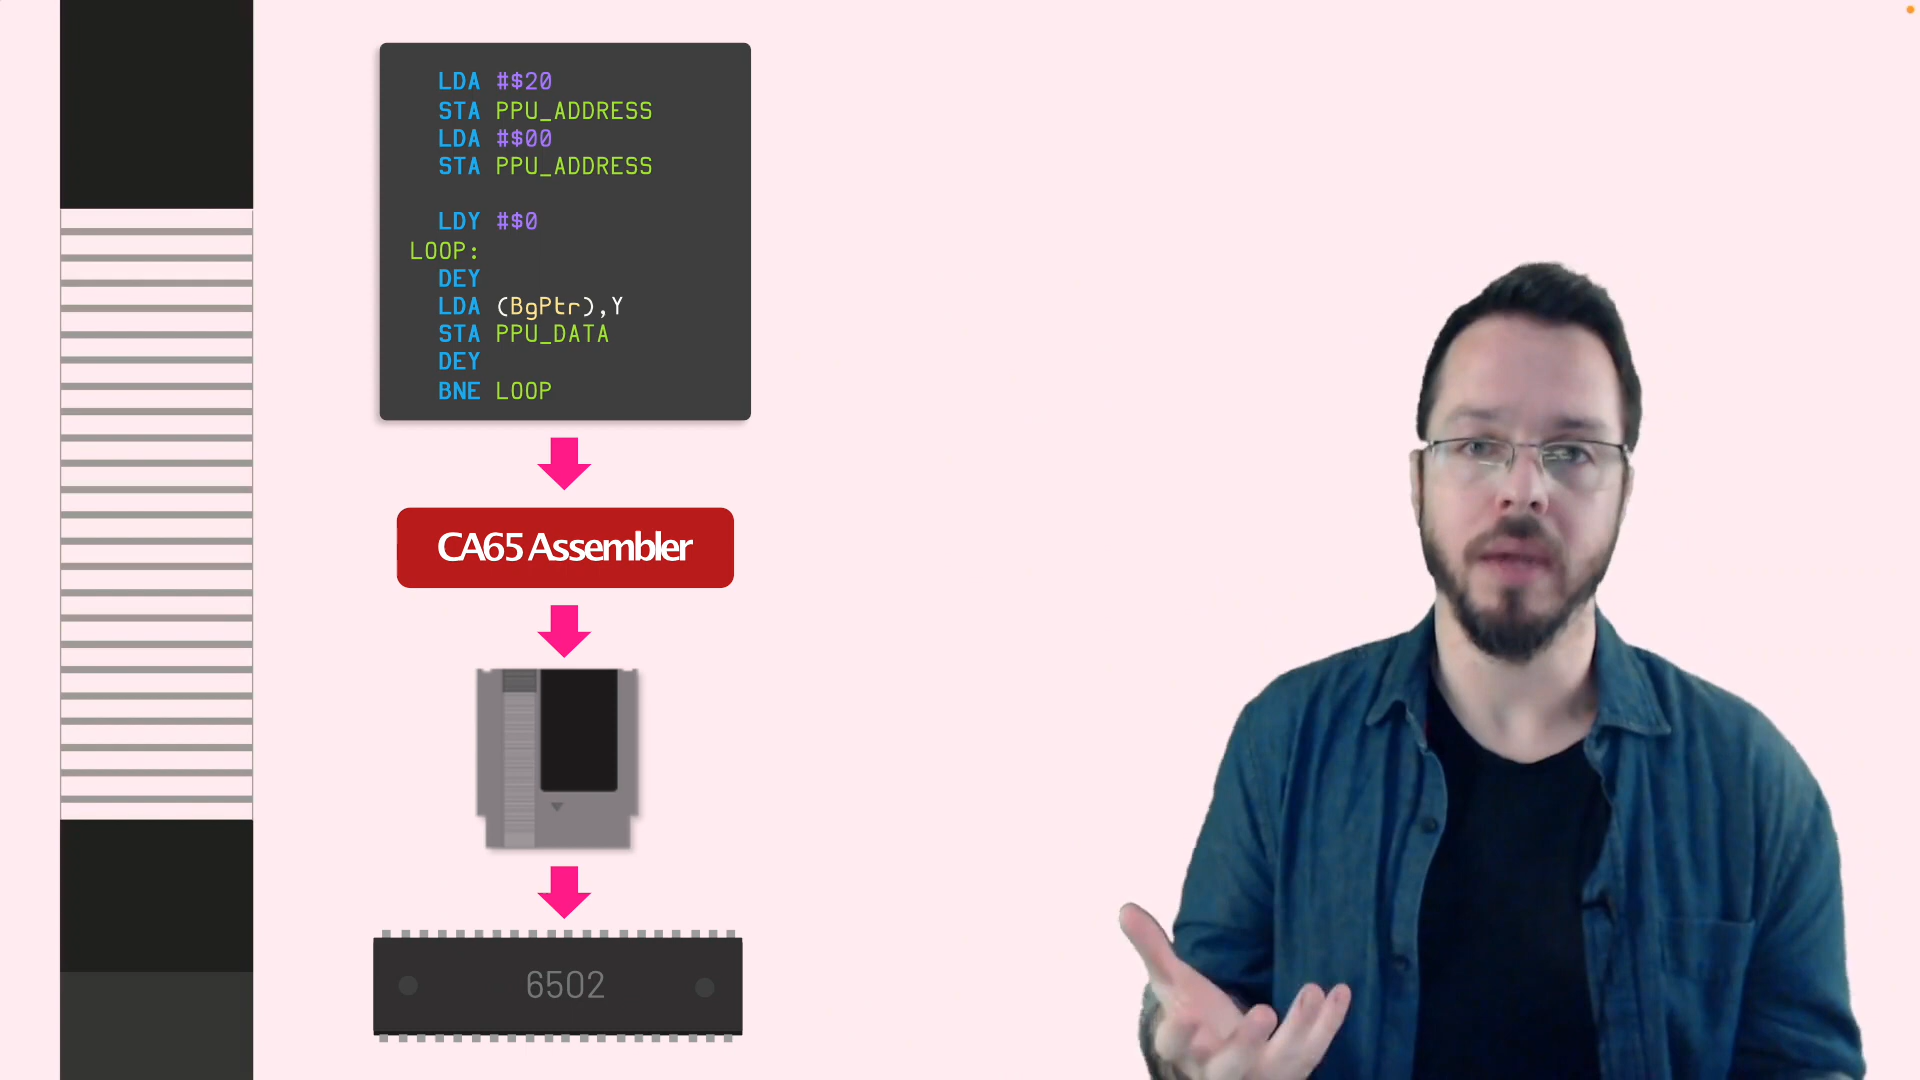 LDA #$20
STA PPU_ADDRESS
LDA #$00
STA PPU_ADDRESS
LDY #$0
LOOP:
DEY
LDA (BgPtr),Y
STA PPU_DATA
DEY
BNE LOOP
CA65 Assembler
6502